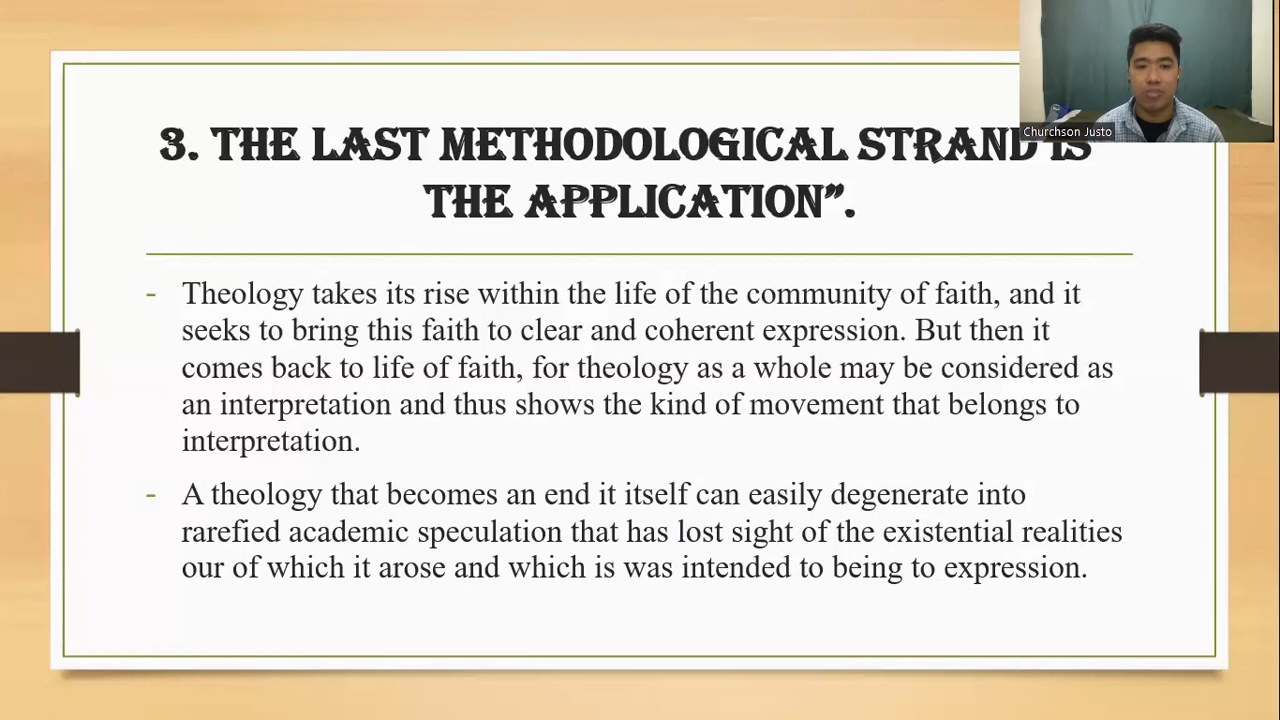 Churchson Justo
3. THE LAST METHODOLOGICAL STRAND IS
THE APPLICATION”.
- Theology takes its rise within the life of the community of faith, and it
seeks to bring this faith to clear and coherent expression. But then it
comes back to life of faith, for theology as a whole may be considered as
an interpretation and thus shows the kind of movement that belongs to
interpretation.
- A theology that becomes an end it itself can easily degenerate into
rarefied academic speculation that has lost sight of the existential realities
our of which it arose and which is was intended to being to expression.